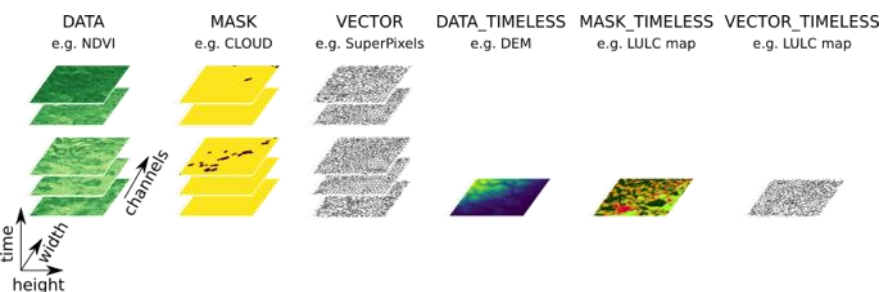 DATA
e.g. NDVI
MASK
e.g. CLOUD
VECTOR
e.g. SuperPixels
DATA_TIMELESS
e.g. DEM
MASK_TIMELESS
e.g. LULC map
VECTOR_TIMELESS
e.g. LULC map
channels
time
width
height